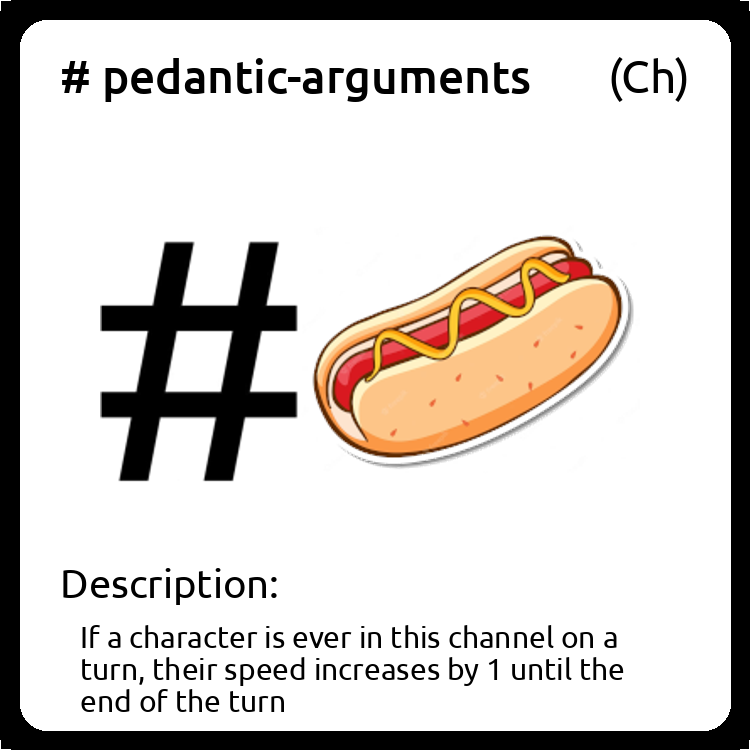 # pedantic-arguments (Ch)
#
Description:
If a character is ever in this channel on a
turn, their speed increases by 1 until the
end of the turn